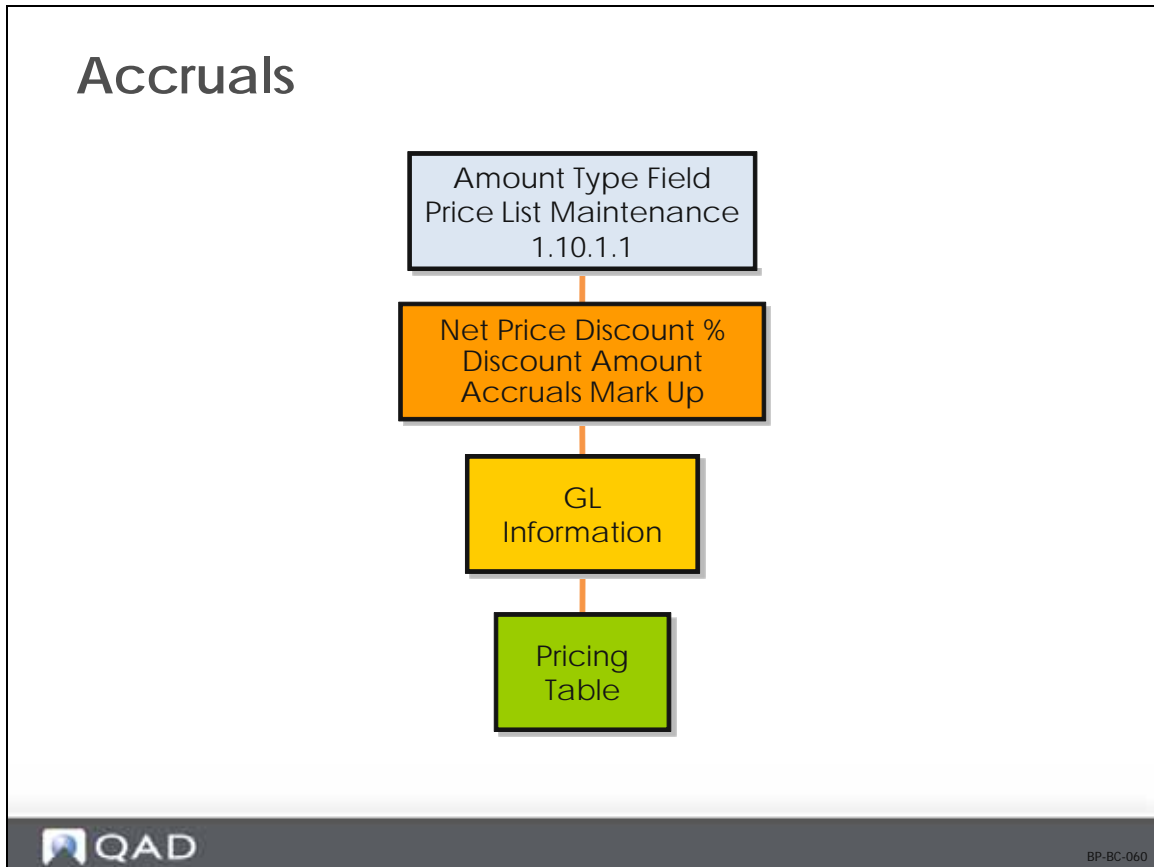 Accruals
Amount Type Field
Price List Maintenance
1.10.1.1
Net Price Discount %
Discount Amount
Accruals Mark Up
GL
Information
Pricing
Table
QAD
BP-BC-060